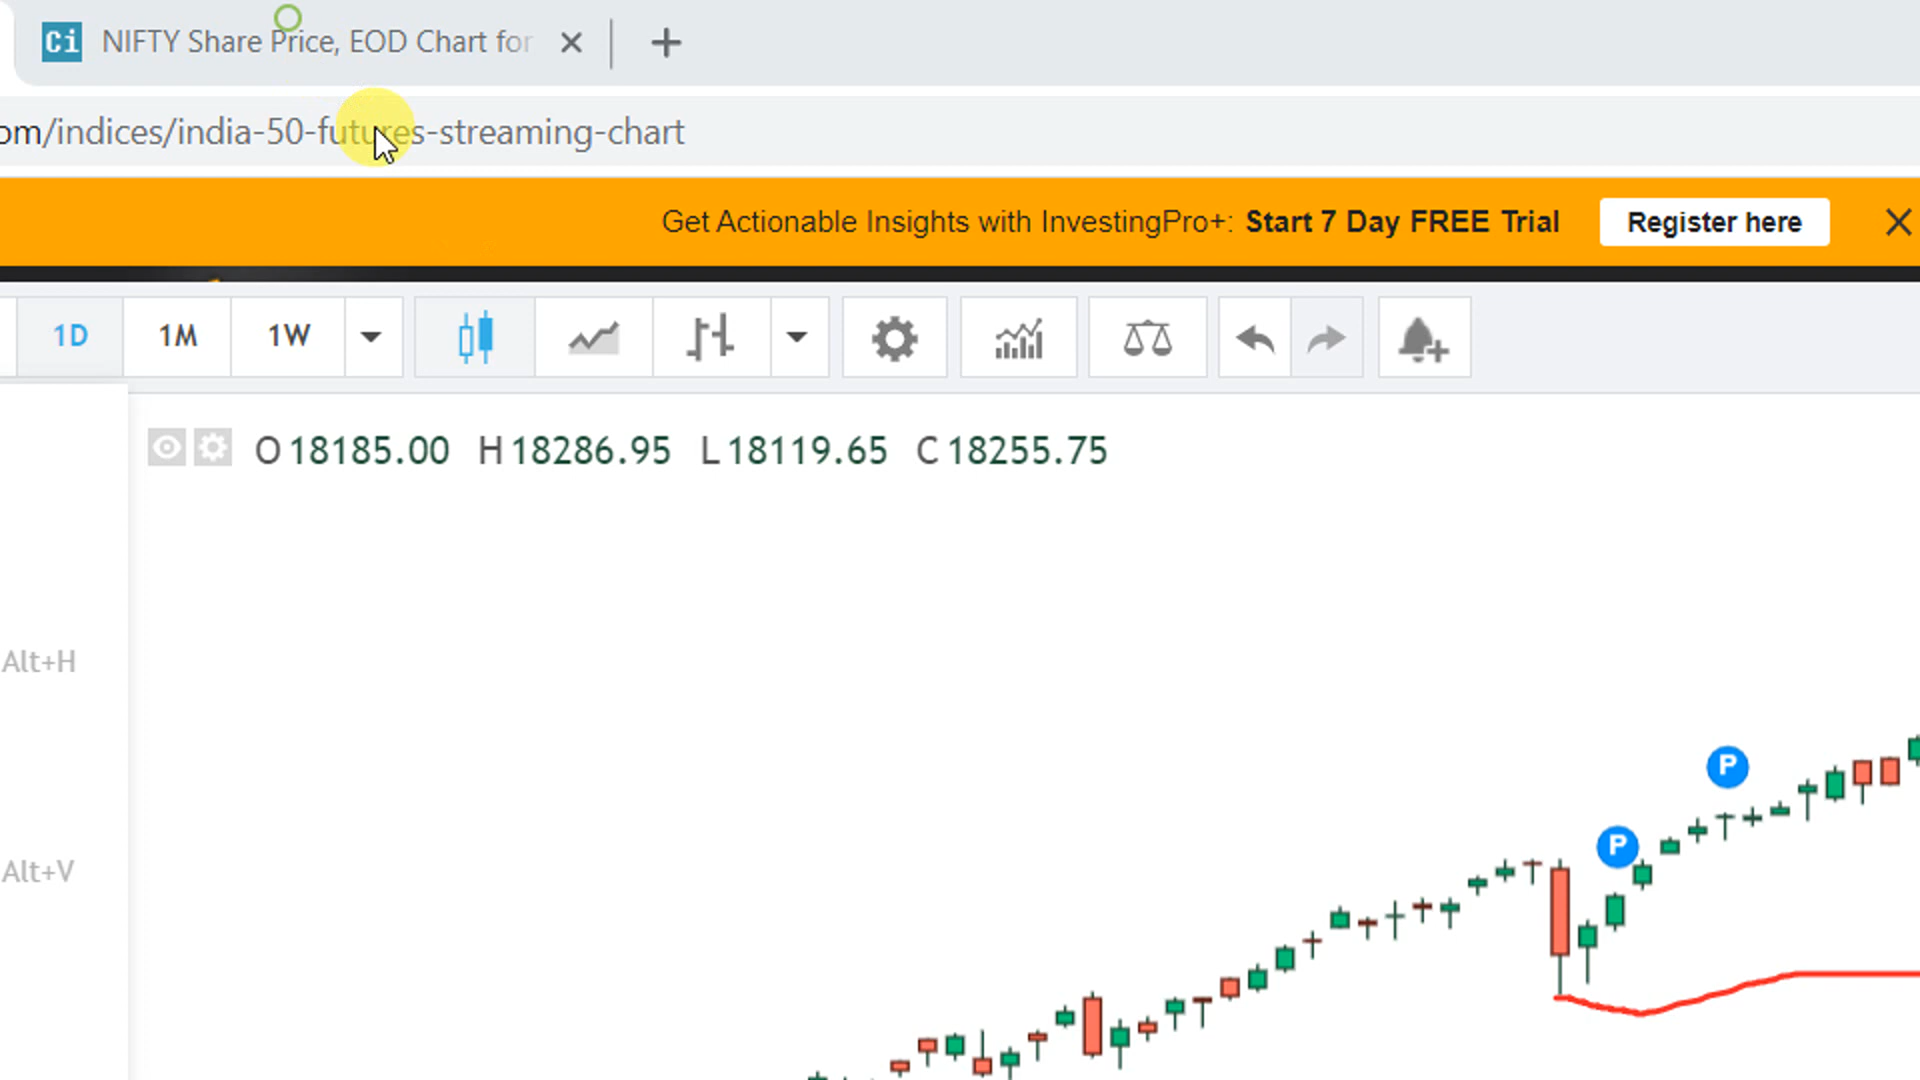 Ci NIFTY Share Price, EOD Chart for
om/indices/india-50-futures-streaming-chart
Get Actionable Insights with InvestingPro+: Start 7 Day FREE Trial Register here
1D 1M 1W
O 18185.00 H 18286.95 L 18119.65 C 18255.75
Alt+H
P
P
Alt+V